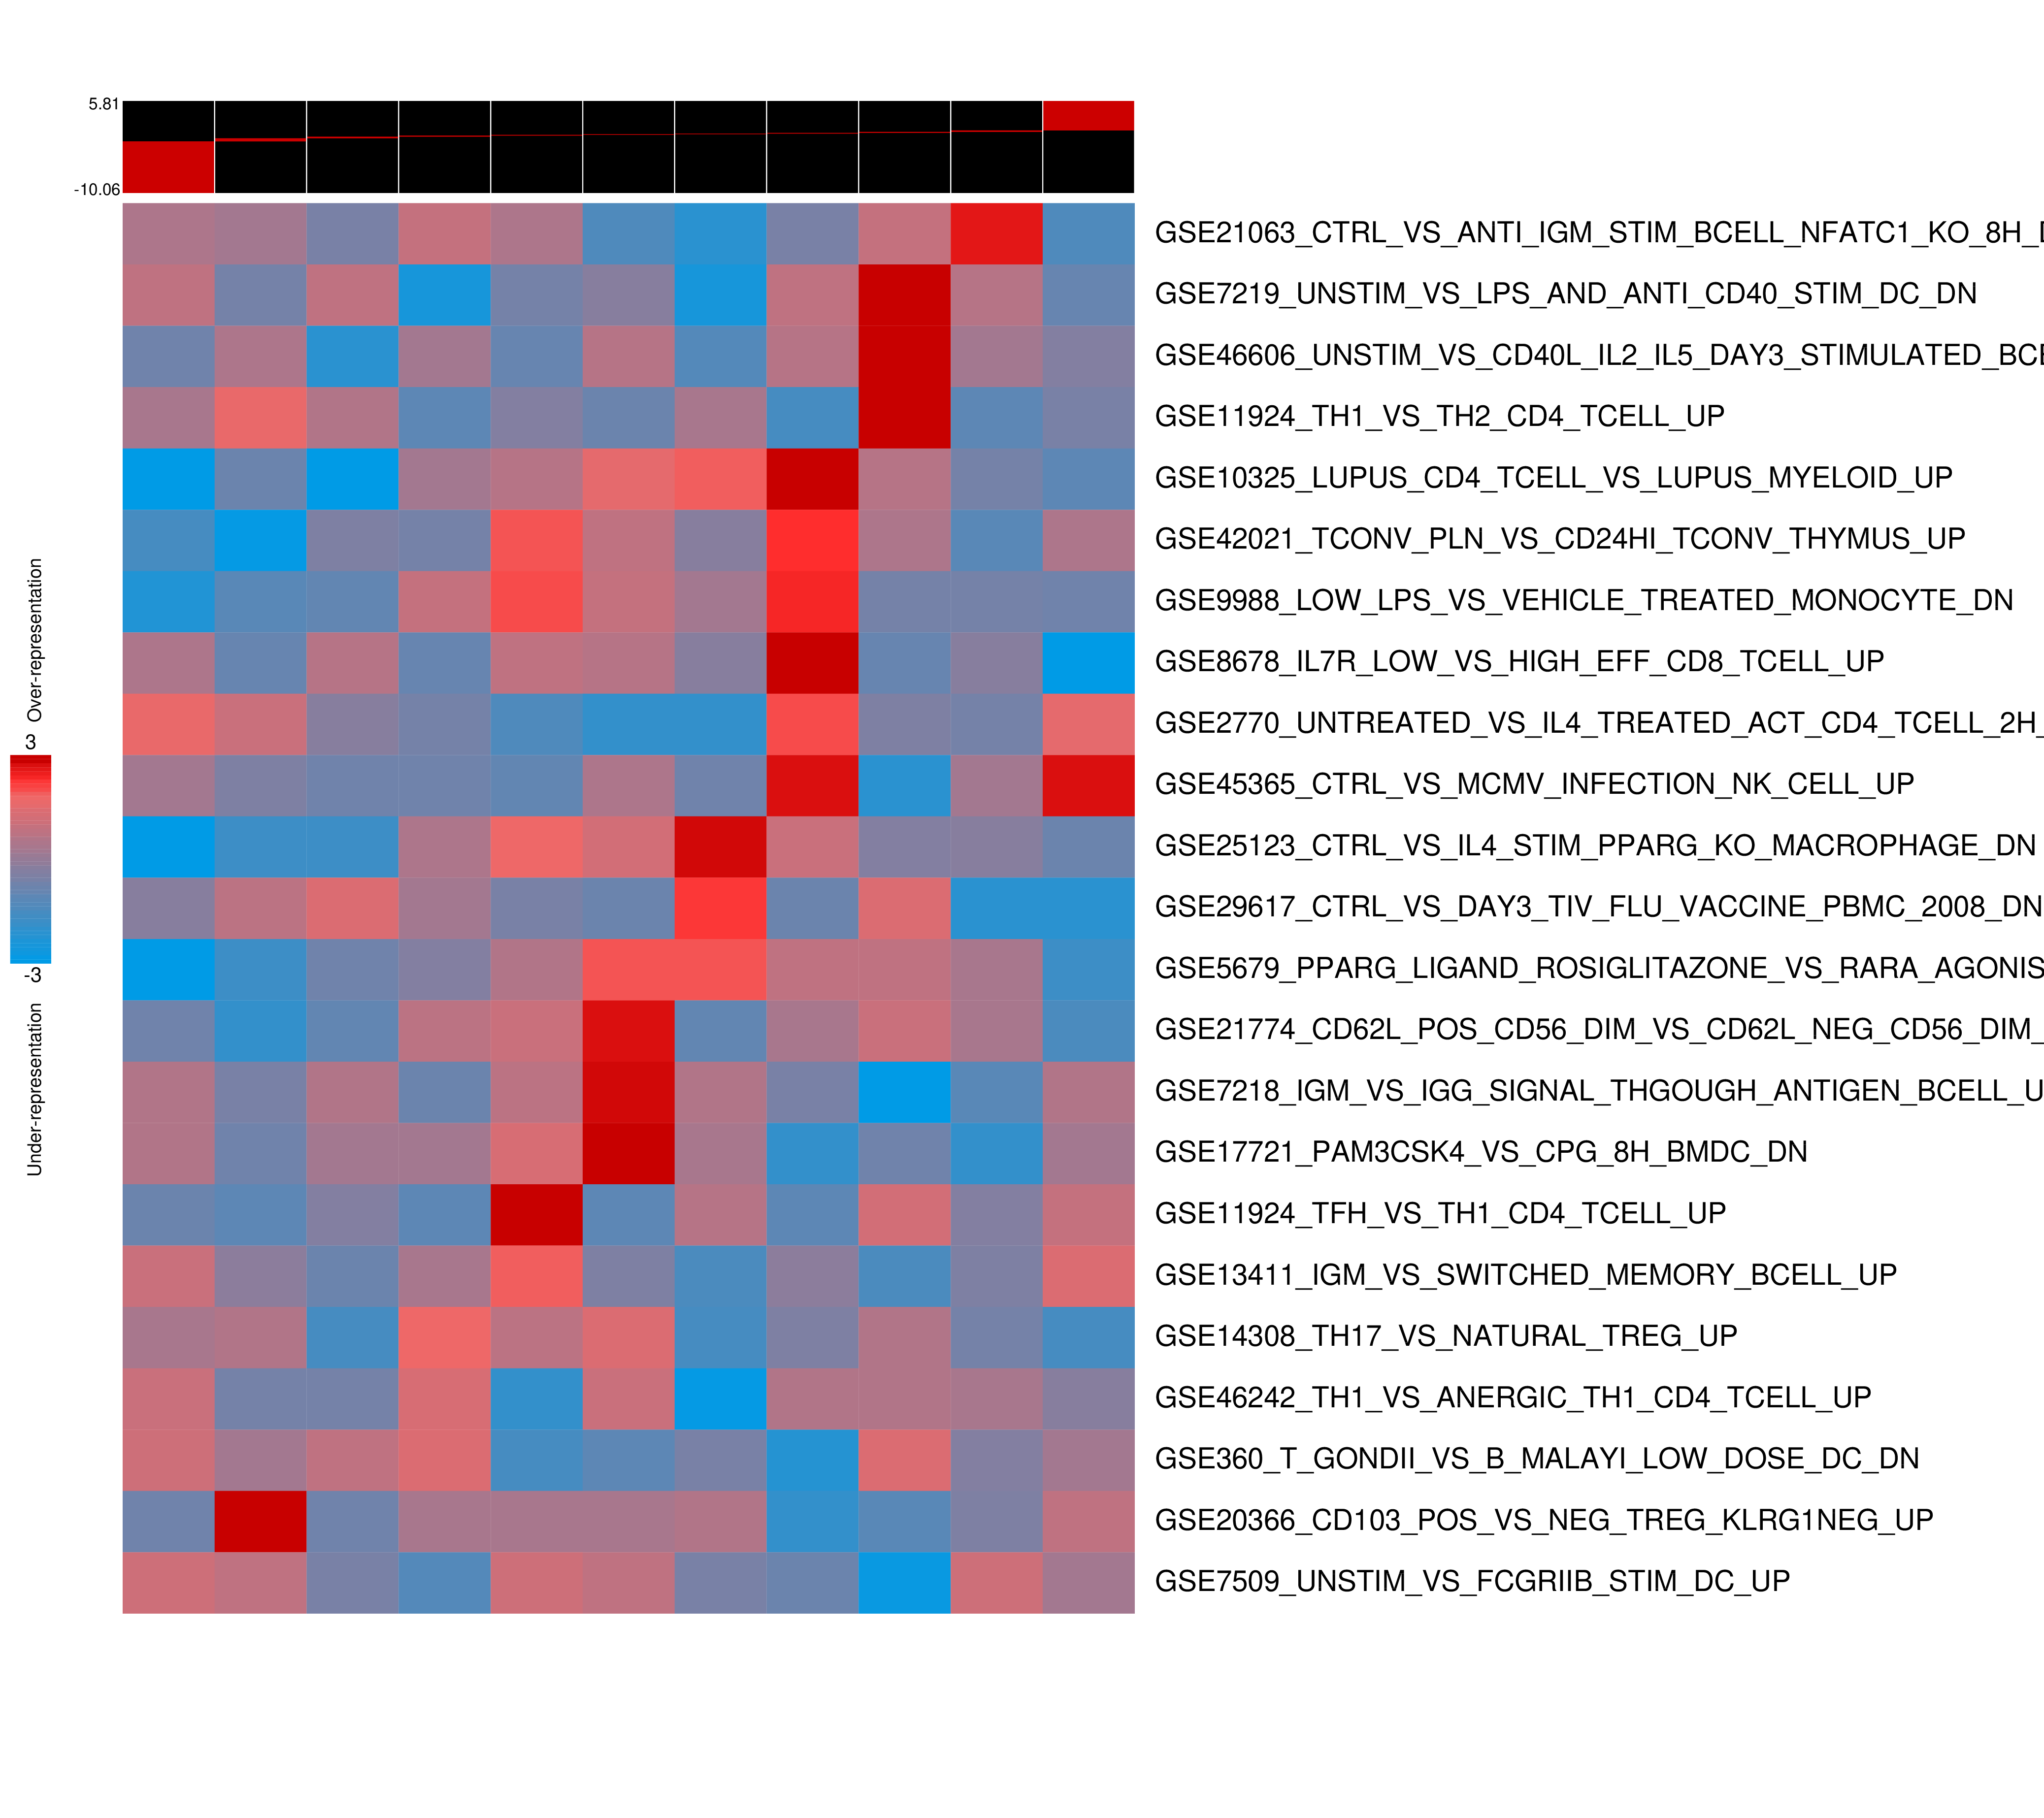 5.81
-10.06
GSE21063_CTRL_VS_ANTI_IGM_STIM_BCELL_NFATC1_KO_8H_
GSE7219_UNSTIM_VS_LPS_AND_ANTI_CD40_STIM_DC_DN
GSE46606_UNSTIM_VS_CD40L_IL2_IL5_DAY3_STIMULATED_BC
GSE11924_TH1_VS_TH2_CD4_TCELL_UP
GSE10325_LUPUS_CD4_TCELL_VS_LUPUS_MYELOID_UP
GSE42021_TCONV_PLN_VS_CD24HI_TCONV_THYMUS_UP
GSE9988_LOW_LPS_VS_VEHICLE_TREATED_MONOCYTE_DN
GSE8678_IL7R_LOW_VS_HIGH_EFF_CD8_TCELL_UP
GSE2770_UNTREATED_VS_IL4_TREATED_ACT_CD4_TCELL_2H_
GSE45365_CTRL_VS_MCMV_INFECTION_NK_CELL_UP
GSE25123_CTRL_VS_IL4_STIM_PPARG_KO_MACROPHAGE_DN
GSE29617_CTRL_VS_DAY3_TIV_FLU_VACCINE_PBMC_2008_DN
GSE5679_PPARG_LIGAND_ROSIGLITAZONE_VS_RARA_AGONIS
GSE21774_CD62L_POS_CD56_DIM_VS_CD62L_NEG_CD56_DIM_
GSE7218_IGM_VS_IGG_SIGNAL_THGOUGH_ANTIGEN_BCELL_U
GSE17721_PAM3CSK4_VS_CPG_8H_BMDC_DN
GSE11924_TFH_VS_TH1_CD4_TCELL_UP
GSE13411_IGM_VS_SWITCHED_MEMORY_BCELL_UP
GSE14308_TH17_VS_NATURAL_TREG_UP
GSE46242_TH1_VS_ANERGIC_TH1_CD4_TCELL_UP
GSE360_T_GONDII_VS_B_MALAYI_LOW_DOSE_DC_DN
GSE20366_CD103_POS_VS_NEG_TREG_KLRG1NEG_UP
GSE7509_UNSTIM_VS_FCGRIIB_STIM_DC_UP
Over-representation
3
-3
Under-representation